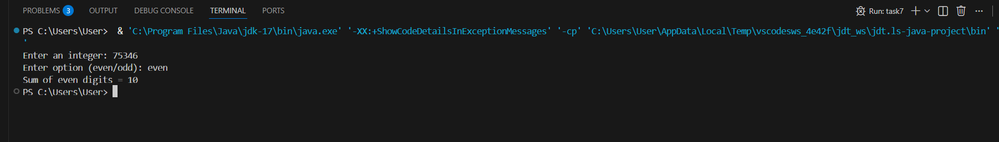 PROBLEMS 3 OUTPUT DEBUG CONSOLE TERMINAL PORTS Run: task7
PS C:\Users\User>  & 'C:\Program Files\Java\jdk-17\bin\java.exe' '-XX:+ShowCodeDetailsInExceptionMessages' '-cp' 'C:\Users\User\AppData\Local\Temp\vscodesws_4e42f\jdt_ws\jdt.ls-java-project\bin' '
'
Enter an integer: 75346
Enter option (even/odd): even
Sum of even digits = 10
PS C:\Users\User>